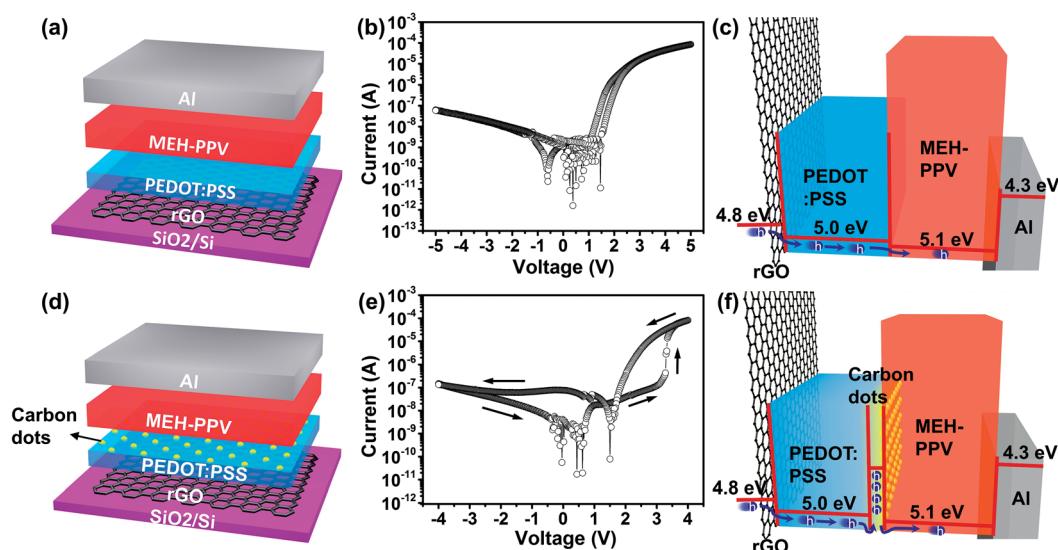 (a)
Al
MEH-PPV
PEDOT:PSS
rGO
SiO2/Si
(b)
10⁻³
10⁻⁴
10⁻⁵
10⁻⁶
10⁻⁷
10⁻⁸
10⁻⁹
10⁻¹⁰
10⁻¹¹
10⁻¹²
10⁻¹³
Current (A)
-5 -4 -3 -2 -1 0 1 2 3 4 5
Voltage (V)
(c)
MEH-
PPV
PEDOT
:PSS
4.8 eV
5.0 eV
5.1 eV
4.3 eV
Al
h h h h h
rGO
(d)
Al
MEH-PPV
Carbon
dots
PEDOT:PSS
rGO
SiO2/Si
(e)
10⁻³
10⁻⁴
10⁻⁵
10⁻⁶
10⁻⁷
10⁻⁸
10⁻⁹
10⁻¹⁰
10⁻¹¹
10⁻¹²
Current (A)
-4 -3 -2 -1 0 1 2 3 4
Voltage (V)
(f)
Carbon
dots
MEH-
PPV
PEDOT:
PSS
4.8 eV
5.0 eV
5.1 eV
4.3 eV
Al
h
h
h
h
h h h h h
rGO